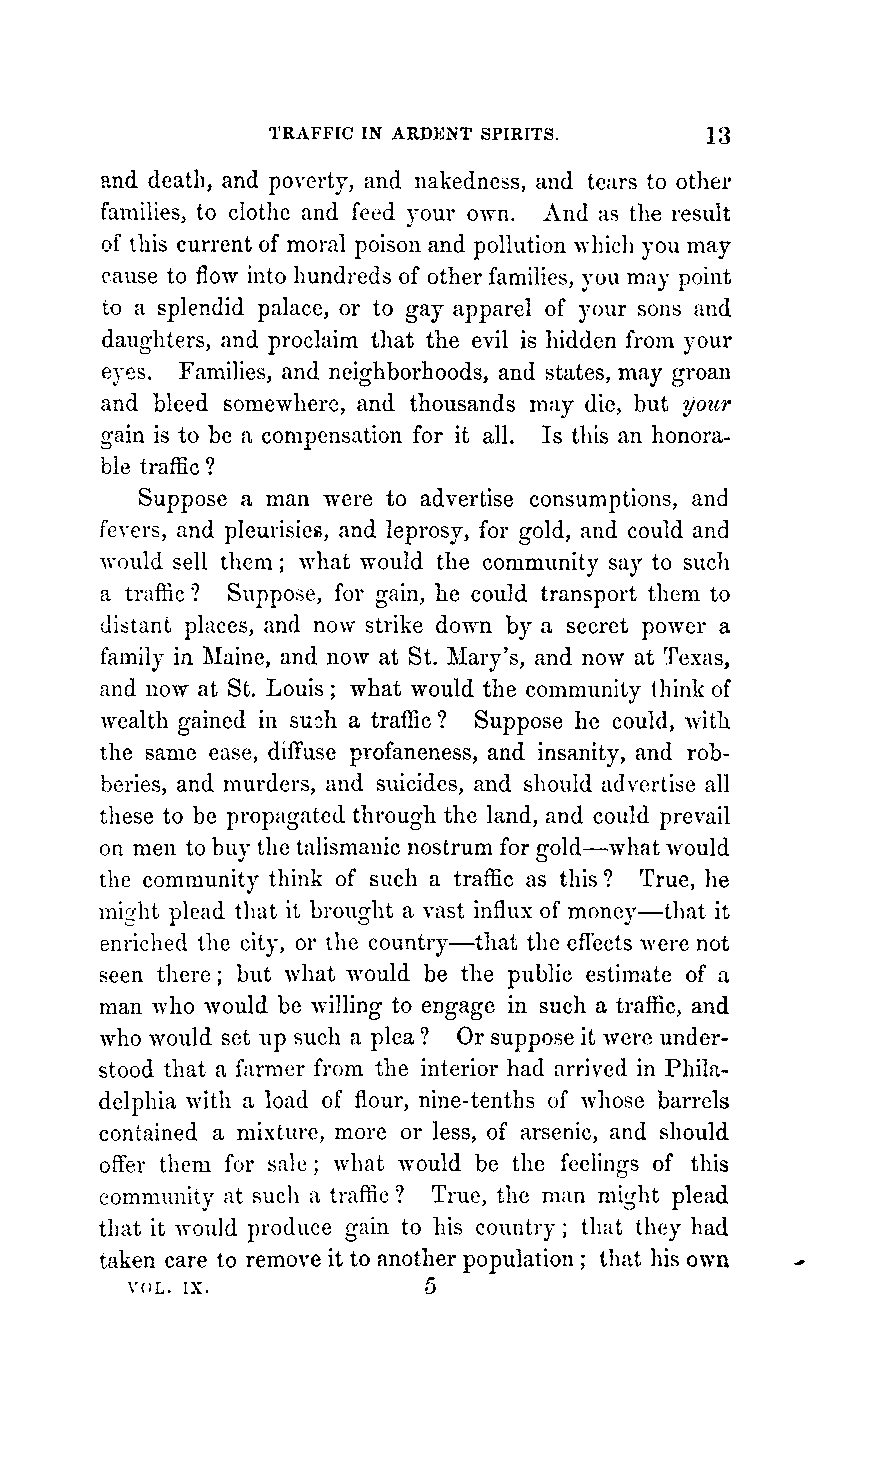 TRAFFIC IN ARDENT SPIRITS. 13
and death, and poverty, and nakedness, and tears to other
families, to clothe and feed your own. And as the result
of this current of moral poison and pollution which you may
cause to flow into hundreds of other families, you may point
to a splendid palace, or to gay apparel of your sons and
daughters, and proclaim that the evil is hidden from your
eyes. Families, and neighborhoods, and states, may groan
and bleed somewhere, and thousands may die, but your
gain is to be a compensation for it all. Is this an honora-
ble traffic?
Suppose a man were to advertise consumptions, and
fevers, and pleurisies, and leprosy, for gold, and could and
would sell them; what would the community say to such
a traffic? Suppose, for gain, he could transport them to
distant places, and now strike down by a secret power a
family in Maine, and now at St. Mary's, and now at Texas,
and now at St. Louis; what would the community think of
wealth gained in such a traffic? Suppose he could, with
the same ease, diffuse profaneness, and insanity, and rob-
beries, and murders, and suicides, and should advertise all
these to be propagated through the land, and could prevail
on men to buy the talismanic nostrum for gold—what would
the community think of such a traffic as this? True, he
might plead that it brought a vast influx of money—that it
enriched the city, or the country—that the effects were not
seen there; but what would be the public estimate of a
man who would be willing to engage in such a traffic, and
who would set up such a plea? Or suppose it were under-
stood that a farmer from the interior had arrived in Phila-
delphia with a load of flour, nine-tenths of whose barrels
contained a mixture, more or less, of arsenic, and should
offer them for sale; what would be the feelings of this
community at such a traffic? True, the man might plead
that it would produce gain to his country; that they had
taken care to remove it to another population; that his own
VOL. IX. 5